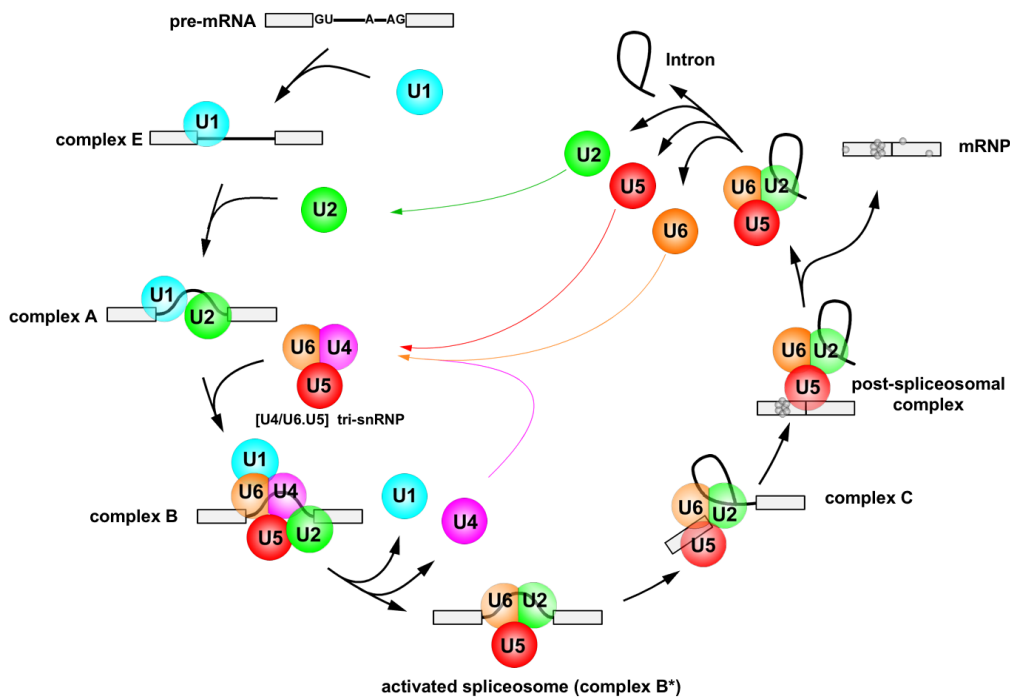 pre-mRNA
GU A AG
U1
U1
complex E
U2
complex A
U1
U2
U6 U4
U5
[U4/U6.U5] tri-snRNP
complex B
U1
U6 U4
U5 U2
U1
U4
U6 U2
U5
activated spliceosome (complex B*)
U6 U2
U5
complex C
U6 U2
U5
post-spliceosomal
complex
mRNP
U6 U2
U5
Intron
U2
U5
U6